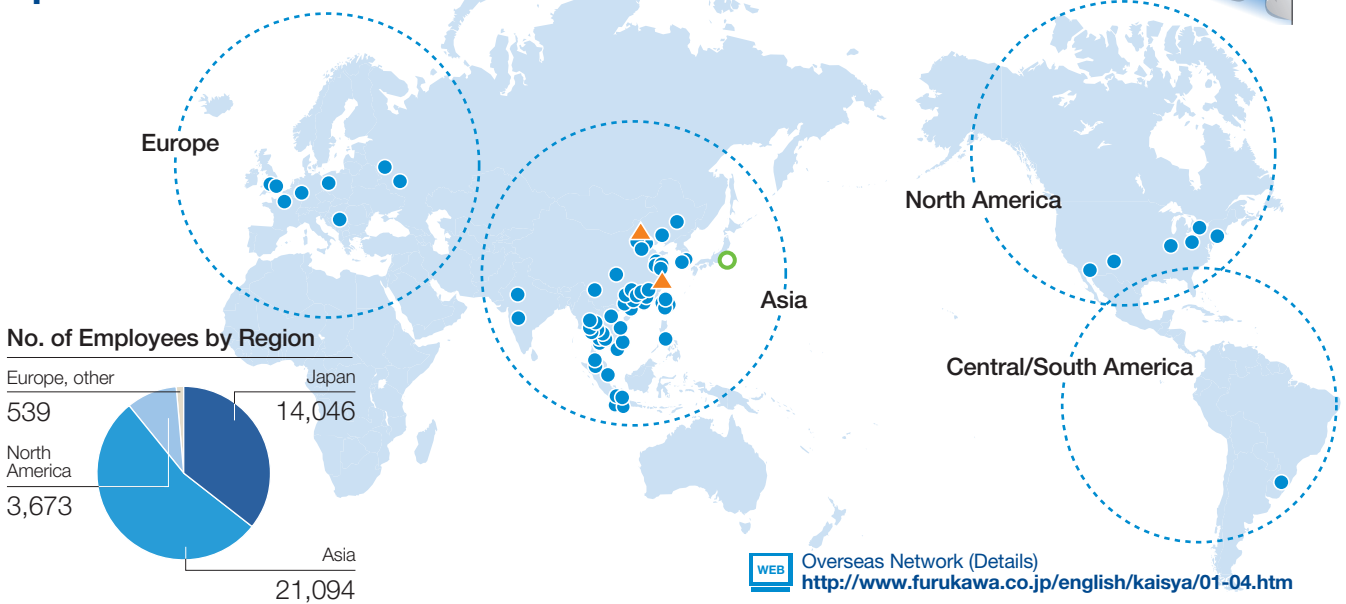 Europe
North America
Asia
Central/South America
No. of Employees by Region
Europe, other
539
Japan
14,046
North
America
3,673
Asia
21,094
WEB
Overseas Network (Details)
http://www.furukawa.co.jp/english/kaisya/01-04.htm